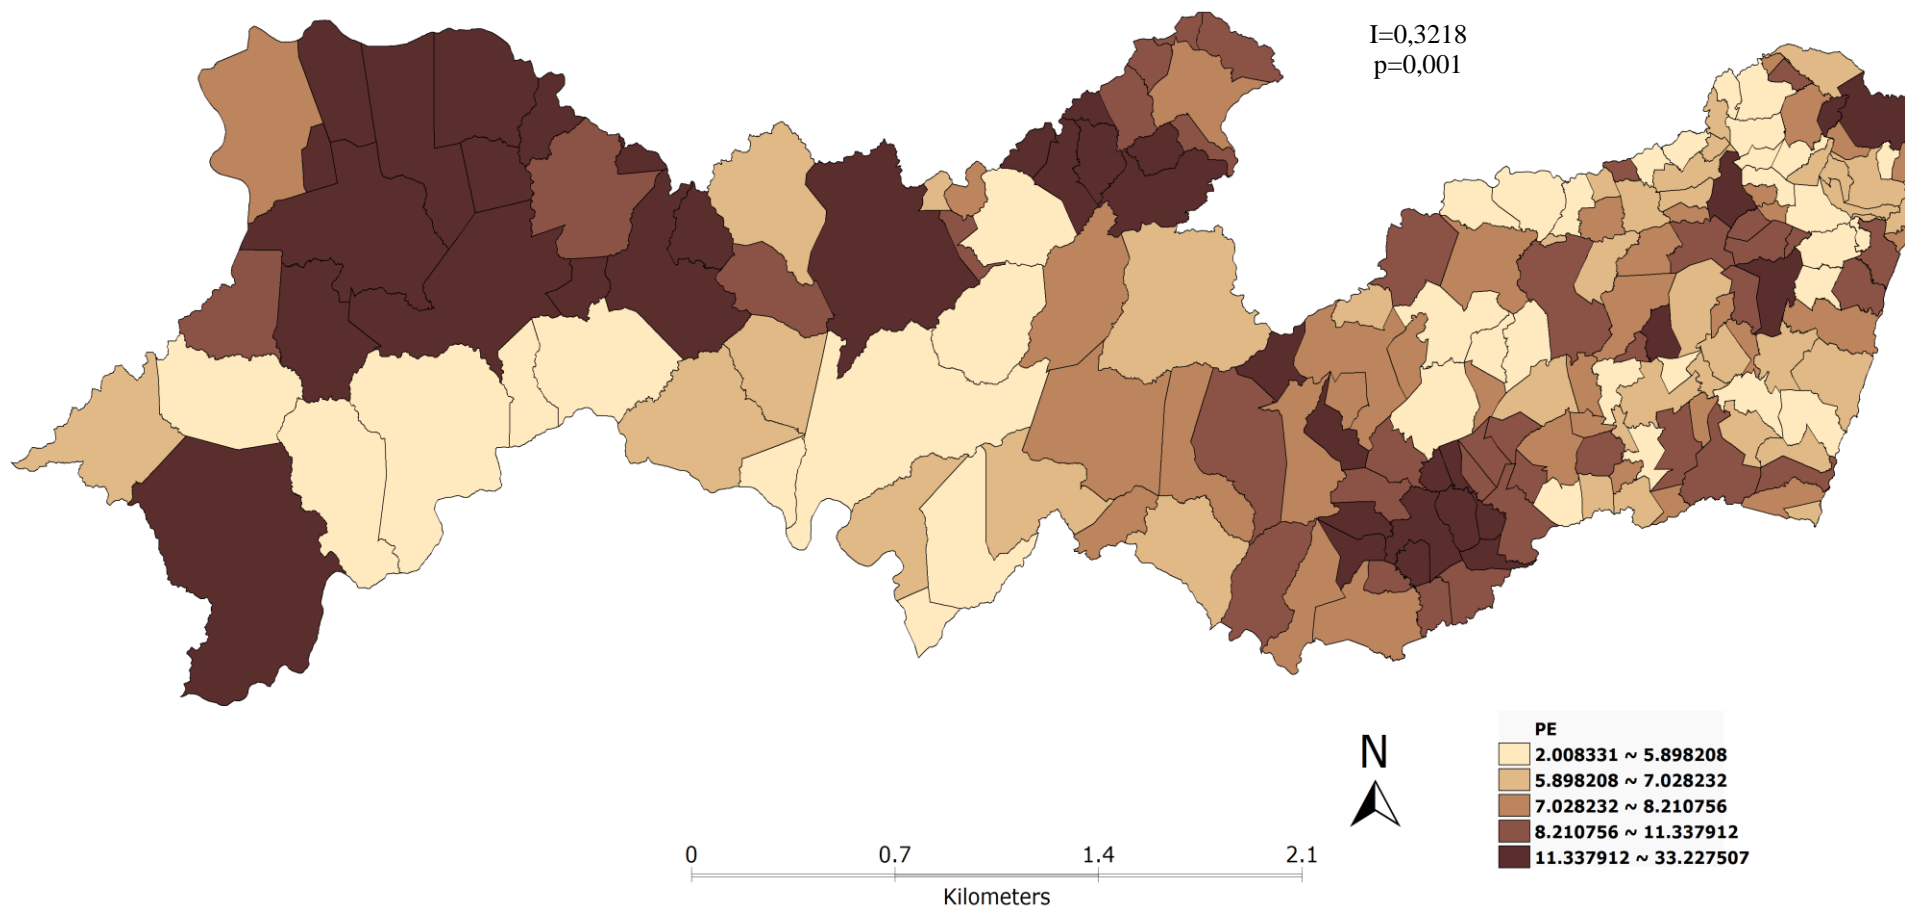 I=0,3218
p=0,001
PE
2.008331 ~ 5.898208
5.898208 ~ 7.028232
7.028232 ~ 8.210756
8.210756 ~ 11.337912
11.337912 ~ 33.227507
N
0 0.7 1.4 2.1
Kilometers